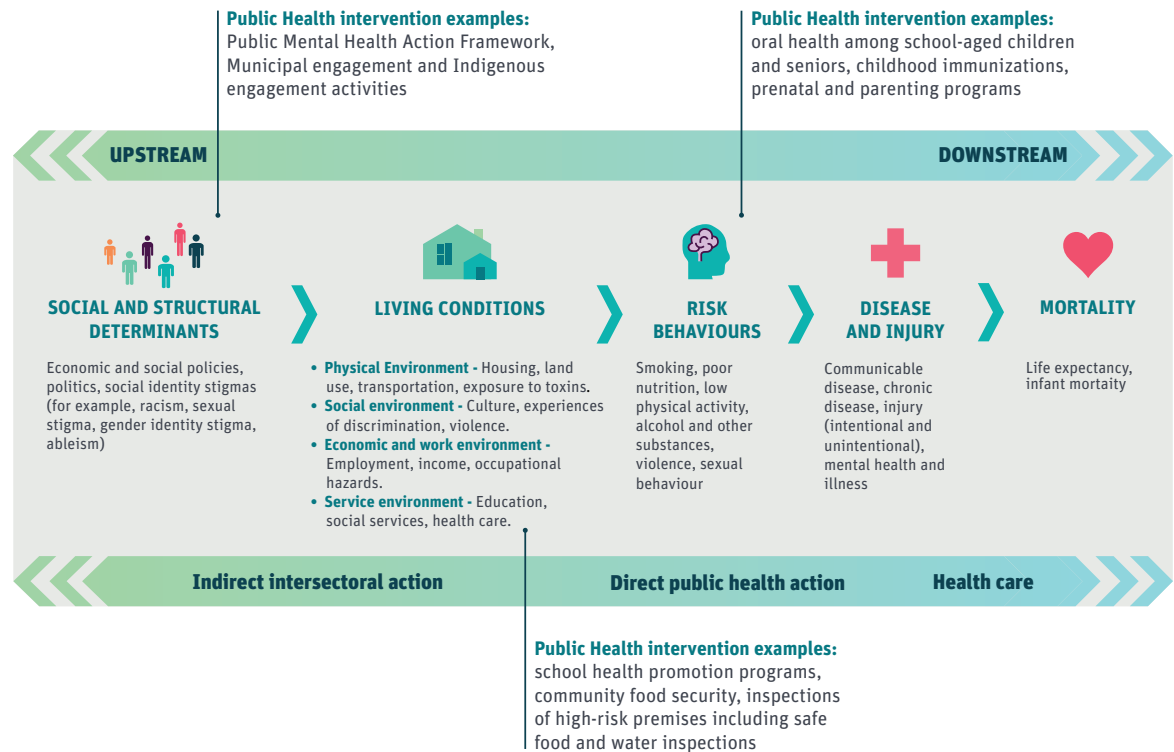 Public Health intervention examples:
Public Mental Health Action Framework,
Municipal engagement and Indigenous
engagement activities
Public Health intervention examples:
oral health among school-aged children
and seniors, childhood immunizations,
prenatal and parenting programs
UPSTREAM
DOWNSTREAM
SOCIAL AND STRUCTURAL
DETERMINANTS
Economic and social policies,
politics, social identity stigmas
(for example, racism, sexual
stigma, gender identity stigma,
ableism)
LIVING CONDITIONS
• Physical Environment - Housing, land
use, transportation, exposure to toxins.
• Social environment - Culture, experiences
of discrimination, violence.
• Economic and work environment -
Employment, income, occupational
hazards.
• Service environment - Education,
social services, health care.
RISK
BEHAVIOURS
Smoking, poor
nutrition, low
physical activity,
alcohol and other
substances,
violence, sexual
behaviour
DISEASE
AND INJURY
Communicable
disease, chronic
disease, injury
(intentional and
unintentional),
mental health and
illness
MORTALITY
Life expectancy,
infant mortaity
Indirect intersectoral action
Direct public health action
Health care
Public Health intervention examples:
school health promotion programs,
community food security, inspections
of high-risk premises including safe
food and water inspections